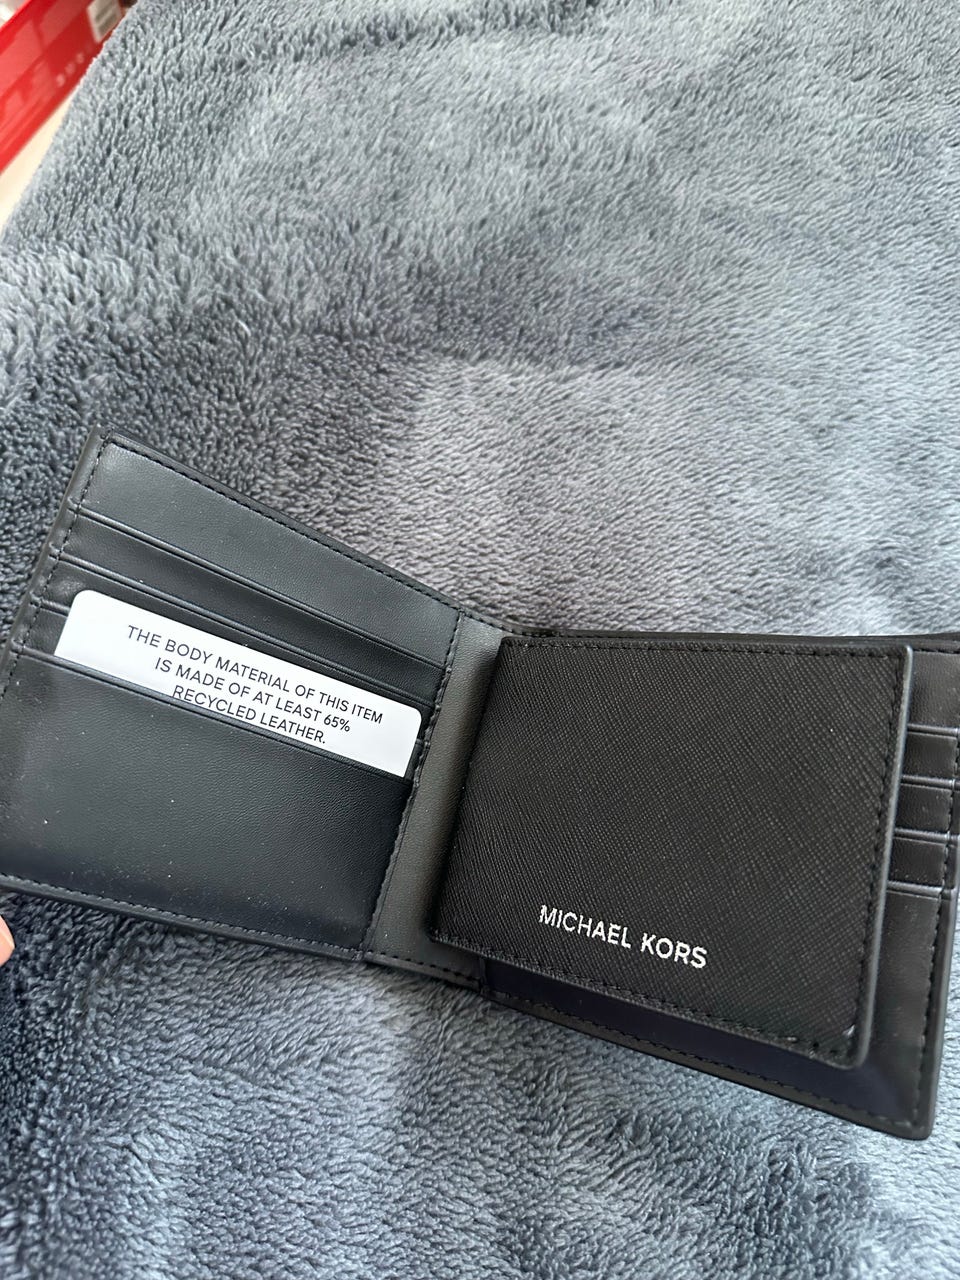 THE BODY MATERIAL OF THIS ITEM
IS MADE OF AT LEAST 65%
RECYCLED LEATHER.
MICHAEL KORS